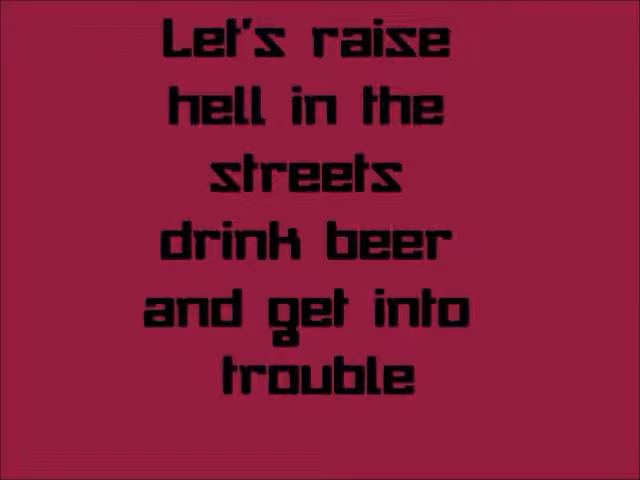 Let's raise
hell in the
streets
drink beer
and get into
trouble